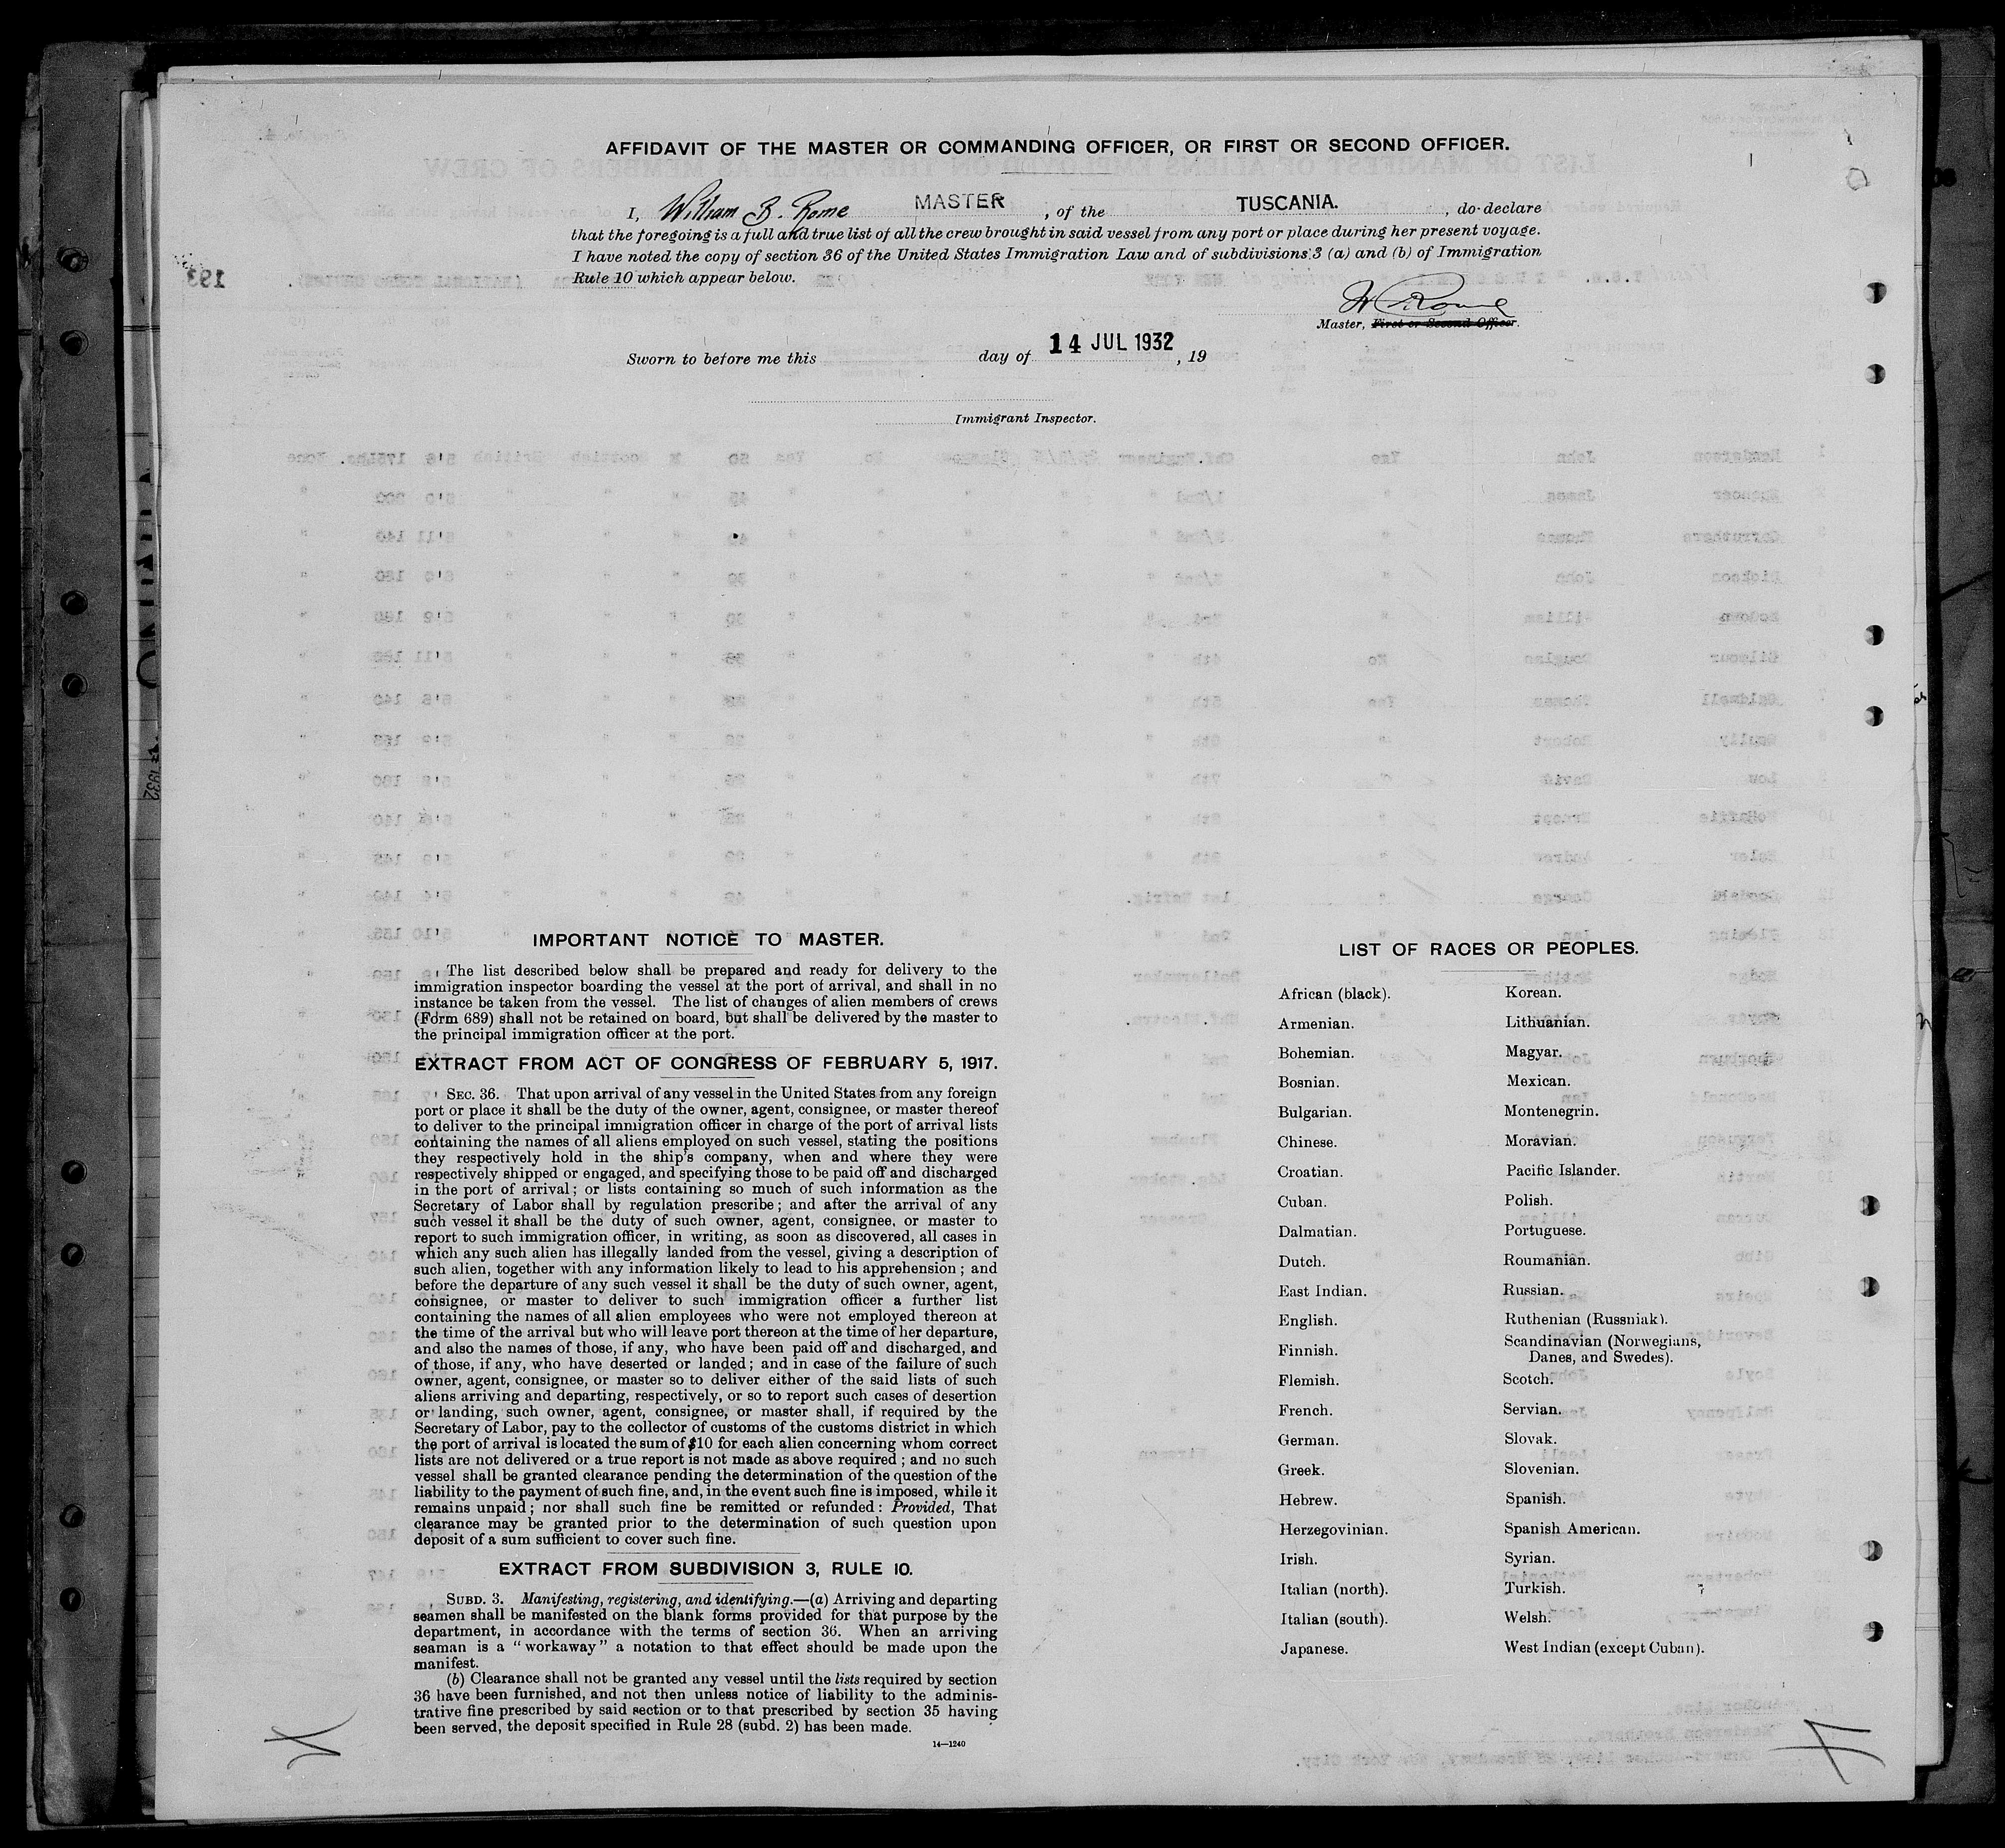 AFFIDAVIT OF THE MASTER OR COMMANDING OFFICER, OR FIRST OR SECOND OFFICER.
I, William B. Rome MASTER, of the TUSCANIA., do declare
that the foregoing is a full and true list of all the crew brought in said vessel from any port or place during her present voyage.
I have noted the copy of section 36 of the United States Immigration Law and of subdivisions 3 (a) and (b) of Immigration
Rule 10 which appear below.
Master, First or Second Officer.
Sworn to before me this day of 14 JUL 1932, 19
Immigrant Inspector.
IMPORTANT NOTICE TO MASTER.
The list described below shall be prepared and ready for delivery to the
immigration inspector boarding the vessel at the port of arrival, and shall in no
instance be taken from the vessel. The list of changes of alien members of crews
(Form 689) shall not be retained on board, but shall be delivered by the master to
the principal immigration officer at the port.
EXTRACT FROM ACT OF CONGRESS OF FEBRUARY 5, 1917.
SEC. 36. That upon arrival of any vessel in the United States from any foreign
port or place it shall be the duty of the owner, agent, consignee, or master thereof
to deliver to the principal immigration officer in charge of the port of arrival lists
containing the names of all aliens employed on such vessel, stating the positions
they respectively hold in the ship's company, when and where they were
respectively shipped or engaged, and specifying those to be paid off and discharged
in the port of arrival; or lists containing so much of such information as the
Secretary of Labor shall by regulation prescribe; and after the arrival of any
such vessel it shall be the duty of such owner, agent, consignee, or master to
report to such immigration officer, in writing, as soon as discovered, all cases in
which any such alien has illegally landed from the vessel, giving a description of
such alien, together with any information likely to lead to his apprehension; and
before the departure of any such vessel it shall be the duty of such owner, agent,
consignee, or master to deliver to such immigration officer a further list
containing the names of all alien employees who were not employed thereon at
the time of the arrival but who will leave port thereon at the time of her departure,
and also the names of those, if any, who have been paid off and discharged, and
of those, if any, who have deserted or landed; and in case of the failure of such
owner, agent, consignee, or master so to deliver either of the said lists of such
aliens arriving and departing, respectively, or so to report such cases of desertion
or landing, such owner, agent, consignee, or master shall, if required by the
Secretary of Labor, pay to the collector of customs of the customs district in which
the port of arrival is located the sum of $10 for each alien concerning whom correct
lists are not delivered or a true report is not made as above required; and no such
vessel shall be granted clearance pending the determination of the question of the
liability to the payment of such fine, and, in the event such fine is imposed, while it
remains unpaid; nor shall such fine be remitted or refunded: Provided, That
clearance may be granted prior to the determination of such question upon
deposit of a sum sufficient to cover such fine.
EXTRACT FROM SUBDIVISION 3, RULE 10.
SUBD. 3. Manifesting, registering, and identifying.—(a) Arriving and departing
seamen shall be manifested on the blank forms provided for that purpose by the
department, in accordance with the terms of section 36. When an arriving
seaman is a "workaway" a notation to that effect should be made upon the
manifest.
(b) Clearance shall not be granted any vessel until the lists required by section
36 have been furnished, and not then unless notice of liability to the adminis-
trative fine prescribed by said section or to that prescribed by section 35 having
been served, the deposit specified in Rule 28 (subd. 2) has been made.
14—1240
LIST OF RACES OR PEOPLES.
African (black).
Armenian.
Bohemian.
Bosnian.
Bulgarian.
Chinese.
Croatian.
Cuban.
Dalmatian.
Dutch.
East Indian.
English.
Finnish.
Flemish.
French.
German.
Greek.
Hebrew.
Herzegovinian.
Irish.
Italian (north).
Italian (south).
Japanese.
Korean.
Lithuanian.
Magyar.
Mexican.
Montenegrin.
Moravian.
Pacific Islander.
Polish.
Portuguese.
Roumanian.
Russian.
Ruthenian (Russniak).
Scandinavian (Norwegians,
Danes, and Swedes).
Scotch.
Servian.
Slovak.
Slovenian.
Spanish.
Spanish American.
Syrian.
Turkish.
Welsh.
West Indian (except Cuban).